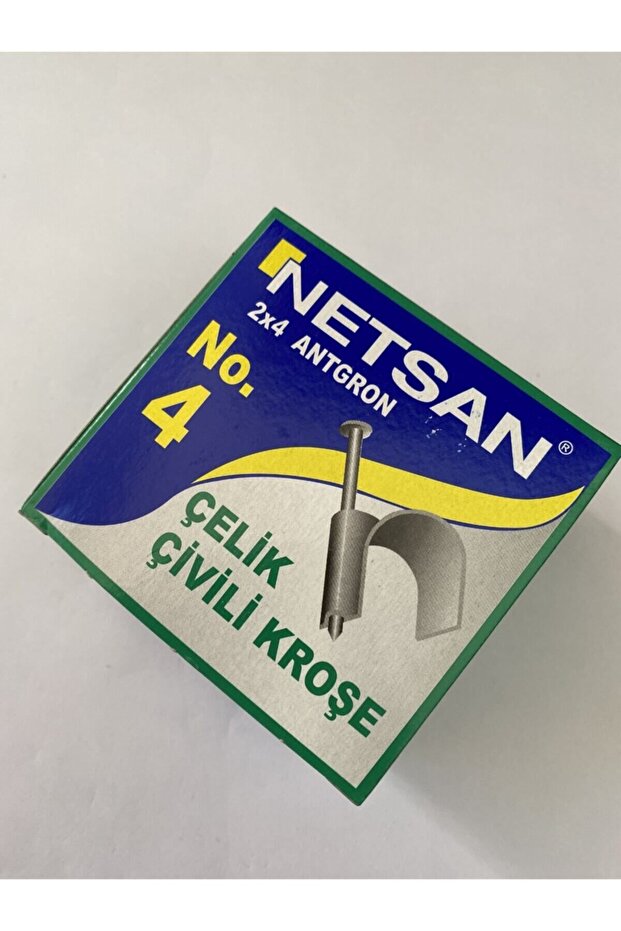 NETSAN®
2x4 ANTGRON
No.
4
ÇELİK
ÇİVİLİ KROŞE